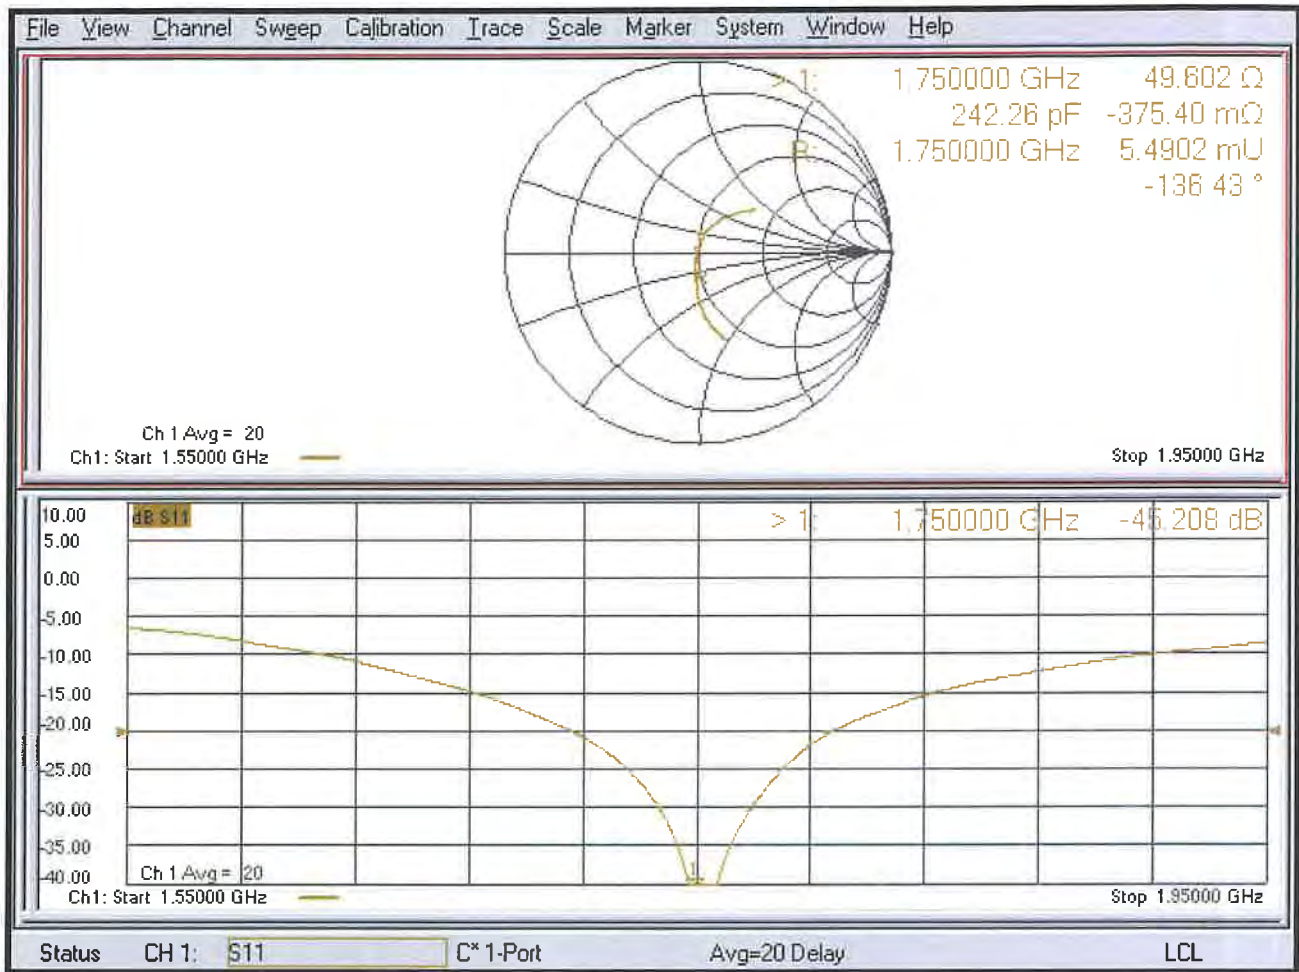 File View Channel Sweep Calibration Trace Scale Marker System Window Help
> 1: 1.750000 GHz 49.602 Ω
242.26 pF -375.40 mΩ
R: 1.750000 GHz 5.4902 mU
-136.43 °
Ch 1 Avg = 20
Ch1: Start 1.55000 GHz Stop 1.95000 GHz
10.00 dB S11 > 1: 1.750000 GHz -45.208 dB
5.00
0.00
-5.00
-10.00
-15.00
-20.00
-25.00
-30.00
-35.00
-40.00 Ch 1 Avg = 20 1
Ch1: Start 1.55000 GHz Stop 1.95000 GHz
Status CH 1: S11 C* 1-Port Avg=20 Delay LCL